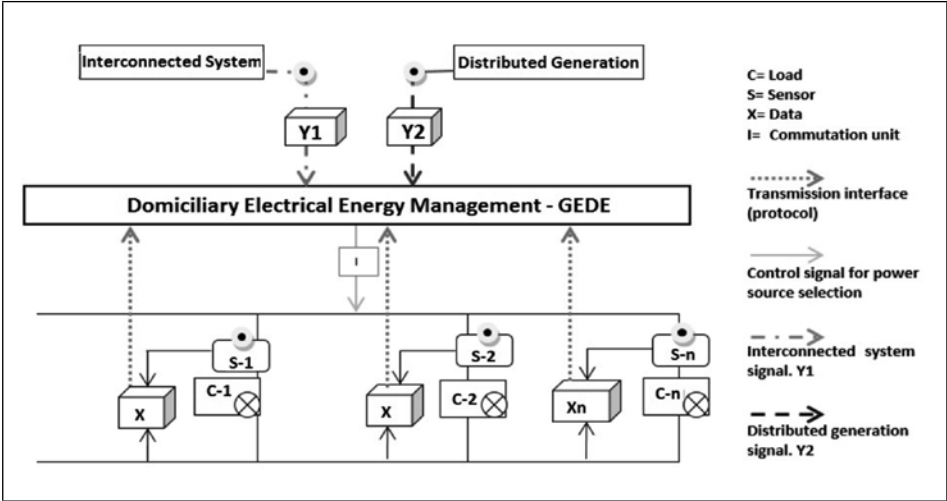 Interconnected System
Distributed Generation
Y1
Y2
C= Load
S= Sensor
X= Data
I= Commutation unit
Domiciliary Electrical Energy Management - GEDE
Transmission interface
(protocol)
I
Control signal for power
source selection
S-1
S-2
S-n
Interconnected system
signal. Y1
C-1
C-2
C-n
X
X
Xn
Distributed generation
signal. Y2